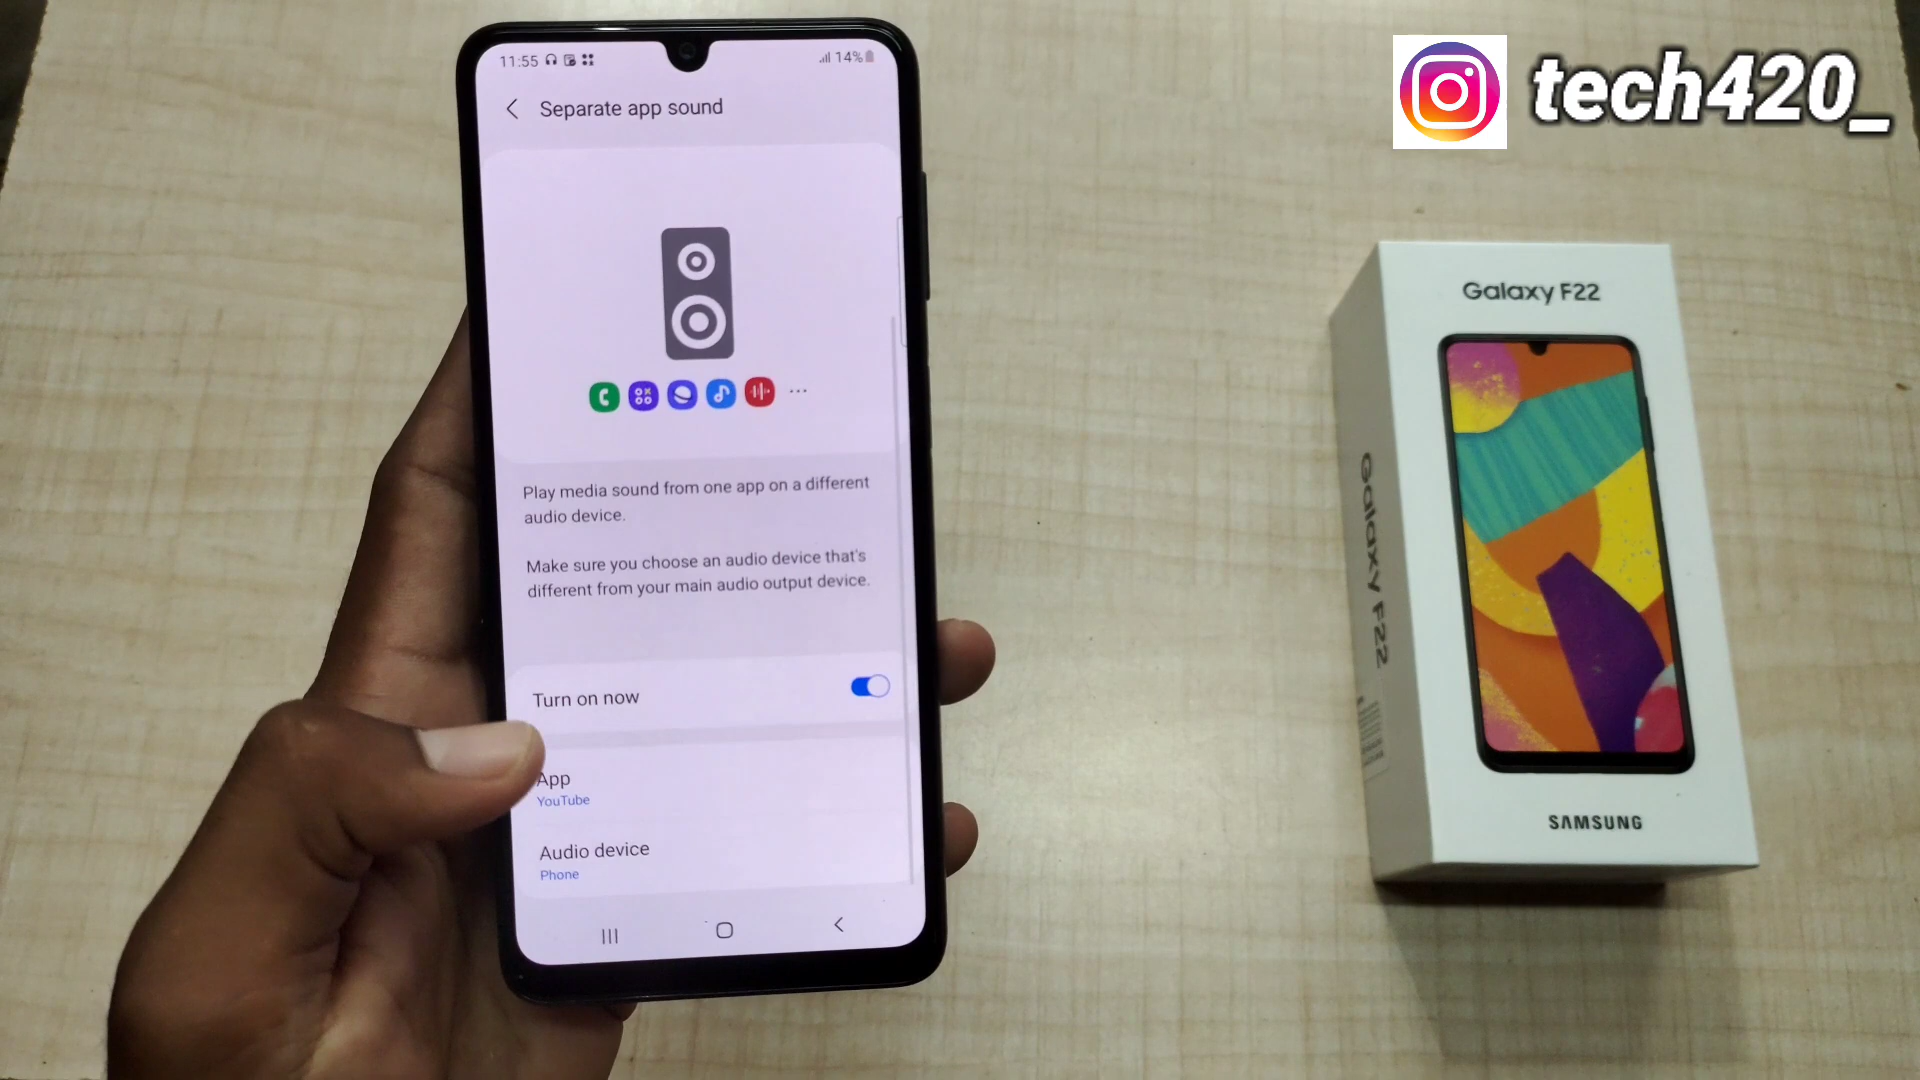 11:55
14%
Separate app sound
Play media sound from one app on a different
audio device.
Make sure you choose an audio device that's
different from your main audio output device.
Turn on now
App
YouTube
Audio device
Phone
tech420_
Galaxy F22
Galaxy F22
SAMSUNG